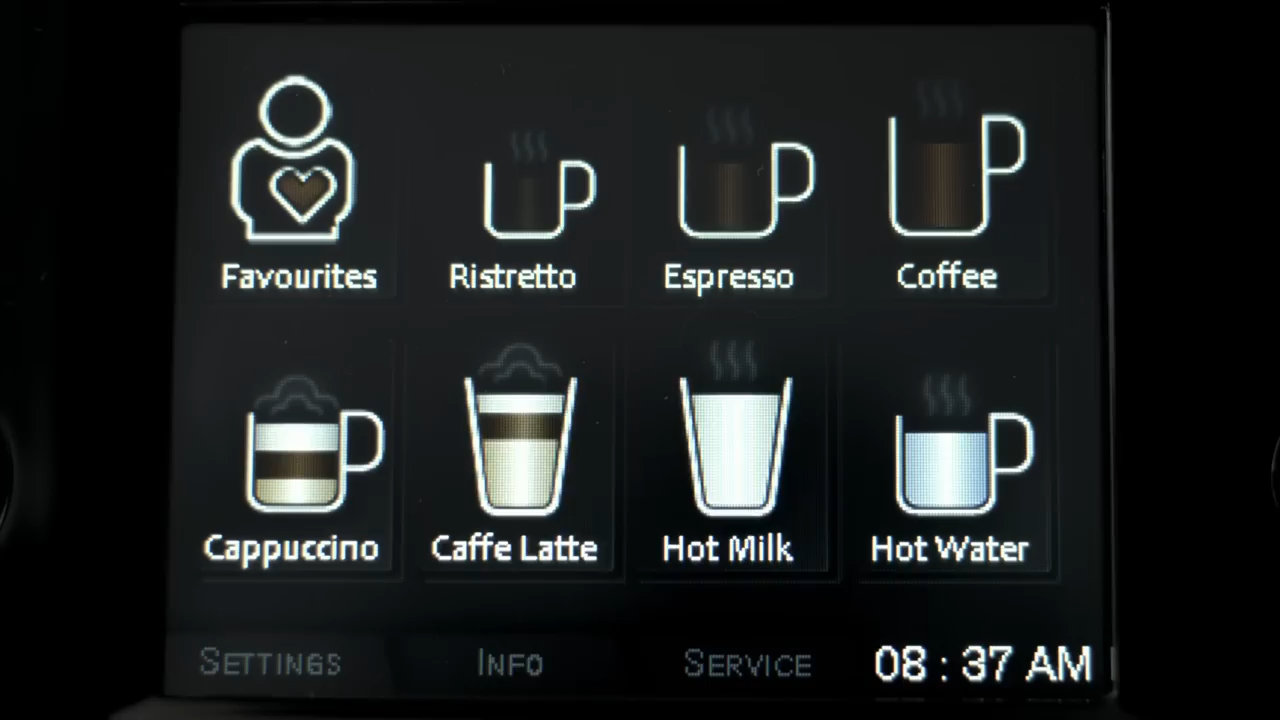 Favourites Ristretto Espresso Coffee
Cappuccino Caffe Latte Hot Milk Hot Water
SETTINGS INFO SERVICE 08 : 37 AM